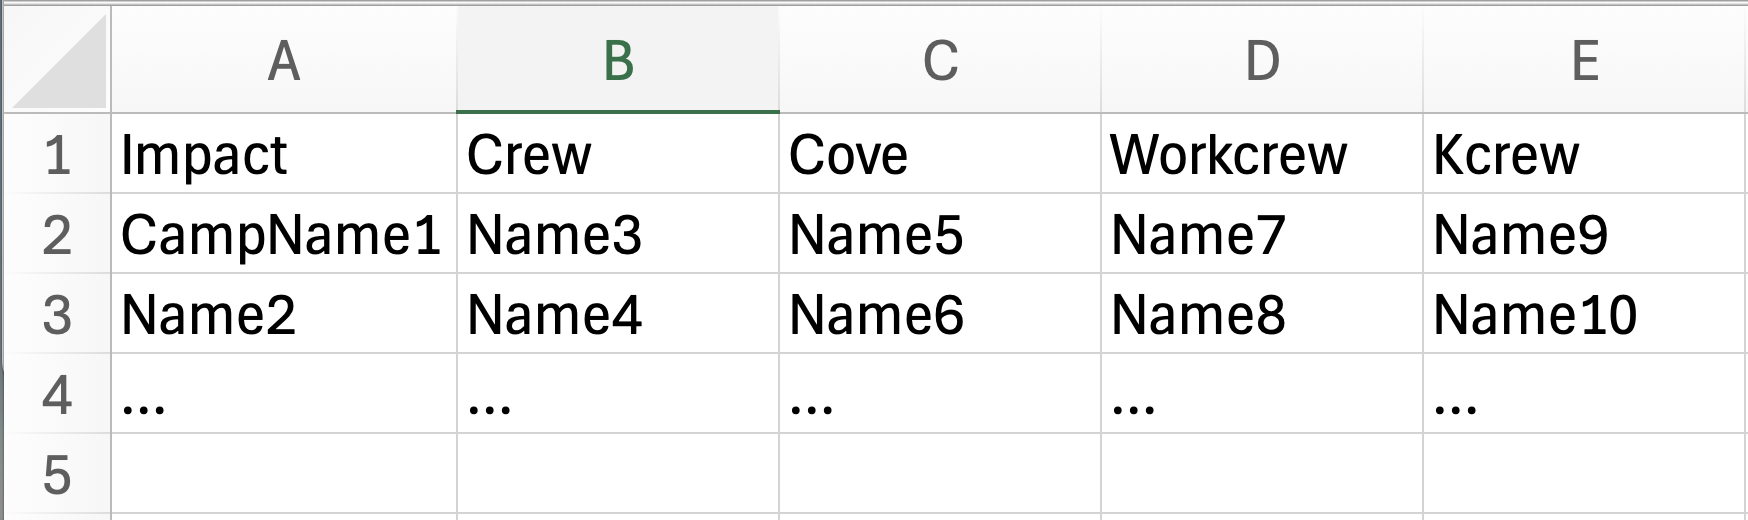 A B C D E
1 Impact Crew Cove Workcrew Kcrew
2 CampName1 Name3 Name5 Name7 Name9
3 Name2 Name4 Name6 Name8 Name10
4 ... ... ... ... ...
5